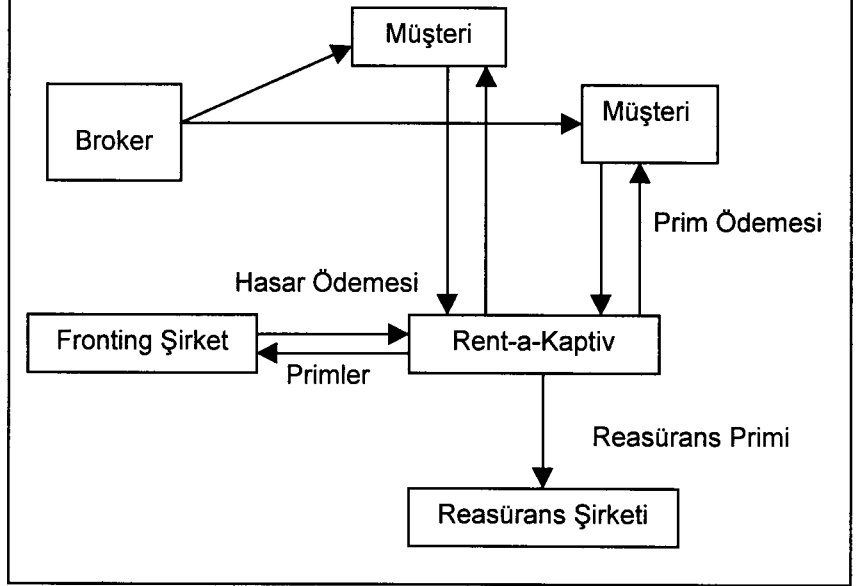 Müşteri
Müşteri
Broker
Prim Ödemesi
Hasar Ödemesi
Fronting Şirket
Rent-a-Kaptiv
Primler
Reasürans Primi
Reasürans Şirketi